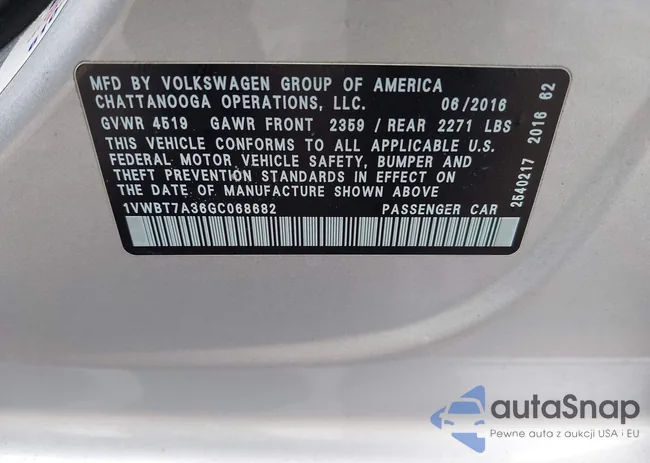 MFD BY VOLKSWAGEN GROUP OF AMERICA
CHATTANOOGA OPERATIONS, LLC. 06/2016
GVWR 4519 GAWR FRONT 2359 / REAR 2271 LBS
THIS VEHICLE CONFORMS TO ALL APPLICABLE U.S.
FEDERAL MOTOR VEHICLE SAFETY, BUMPER AND
THEFT PREVENTION STANDARDS IN EFFECT ON
THE DATE OF MANUFACTURE SHOWN ABOVE
1VWBT7A36GC068682 PASSENGER CAR
2540217 2016 62
autoSnap
Pewne auta z aukcji USA i EU